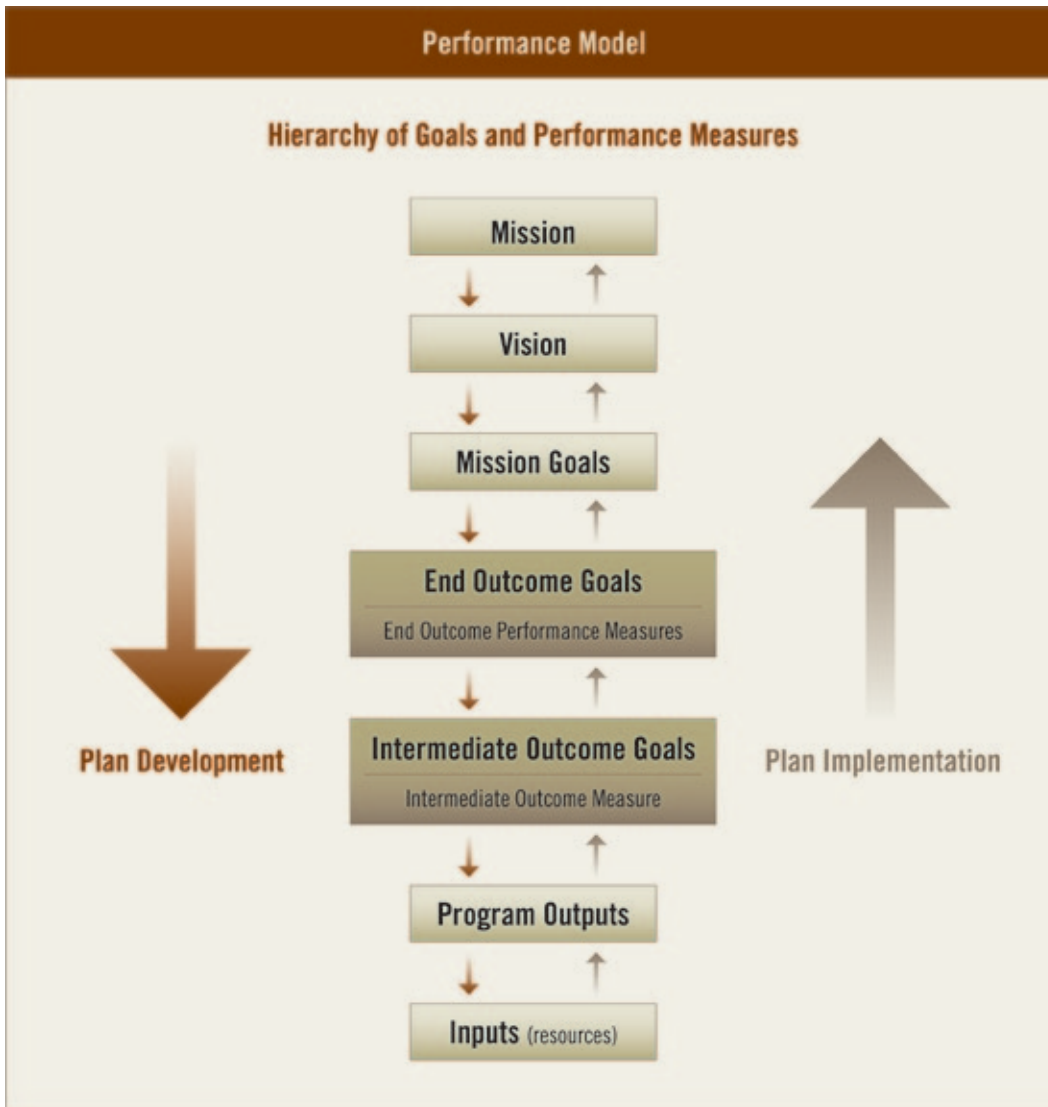 Performance Model
Hierarchy of Goals and Performance Measures
Mission
Vision
Mission Goals
End Outcome Goals
End Outcome Performance Measures
Intermediate Outcome Goals
Intermediate Outcome Measure
Program Outputs
Inputs (resources)
Plan Development
Plan Implementation